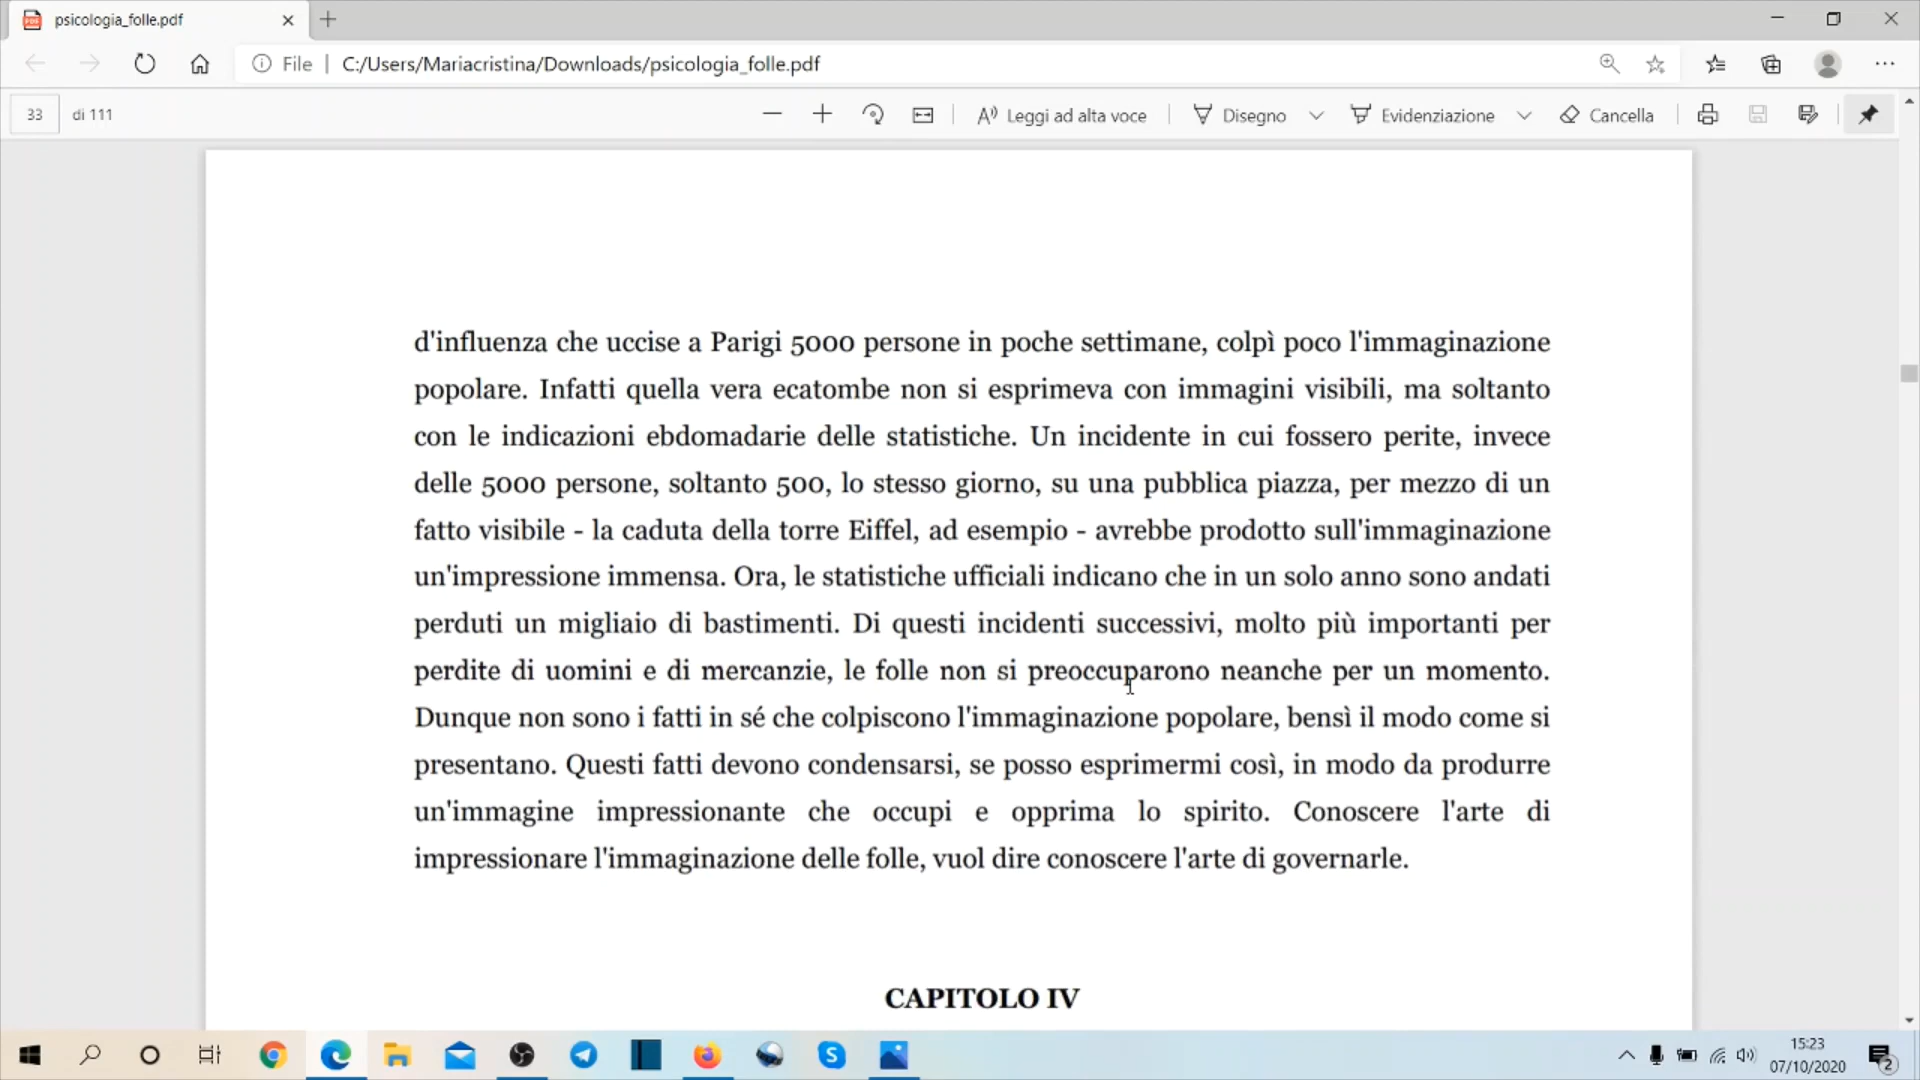 psicologia_folle.pdf
File | C:/Users/Mariacristina/Downloads/psicologia_folle.pdf
33 di 111 Leggi ad alta voce Disegno Evidenziazione Cancella
d'influenza che uccise a Parigi 5000 persone in poche settimane, colpì poco l'immaginazione
popolare. Infatti quella vera ecatombe non si esprimeva con immagini visibili, ma soltanto
con le indicazioni ebdomadarie delle statistiche. Un incidente in cui fossero perite, invece
delle 5000 persone, soltanto 500, lo stesso giorno, su una pubblica piazza, per mezzo di un
fatto visibile - la caduta della torre Eiffel, ad esempio - avrebbe prodotto sull'immaginazione
un'impressione immensa. Ora, le statistiche ufficiali indicano che in un solo anno sono andati
perduti un migliaio di bastimenti. Di questi incidenti successivi, molto più importanti per
perdite di uomini e di mercanzie, le folle non si preoccuparono neanche per un momento.
Dunque non sono i fatti in sé che colpiscono l'immaginazione popolare, bensì il modo come si
presentano. Questi fatti devono condensarsi, se posso esprimermi così, in modo da produrre
un'immagine impressionante che occupi e opprima lo spirito. Conoscere l'arte di
impressionare l'immaginazione delle folle, vuol dire conoscere l'arte di governarle.
CAPITOLO IV
15:23
07/10/2020
2